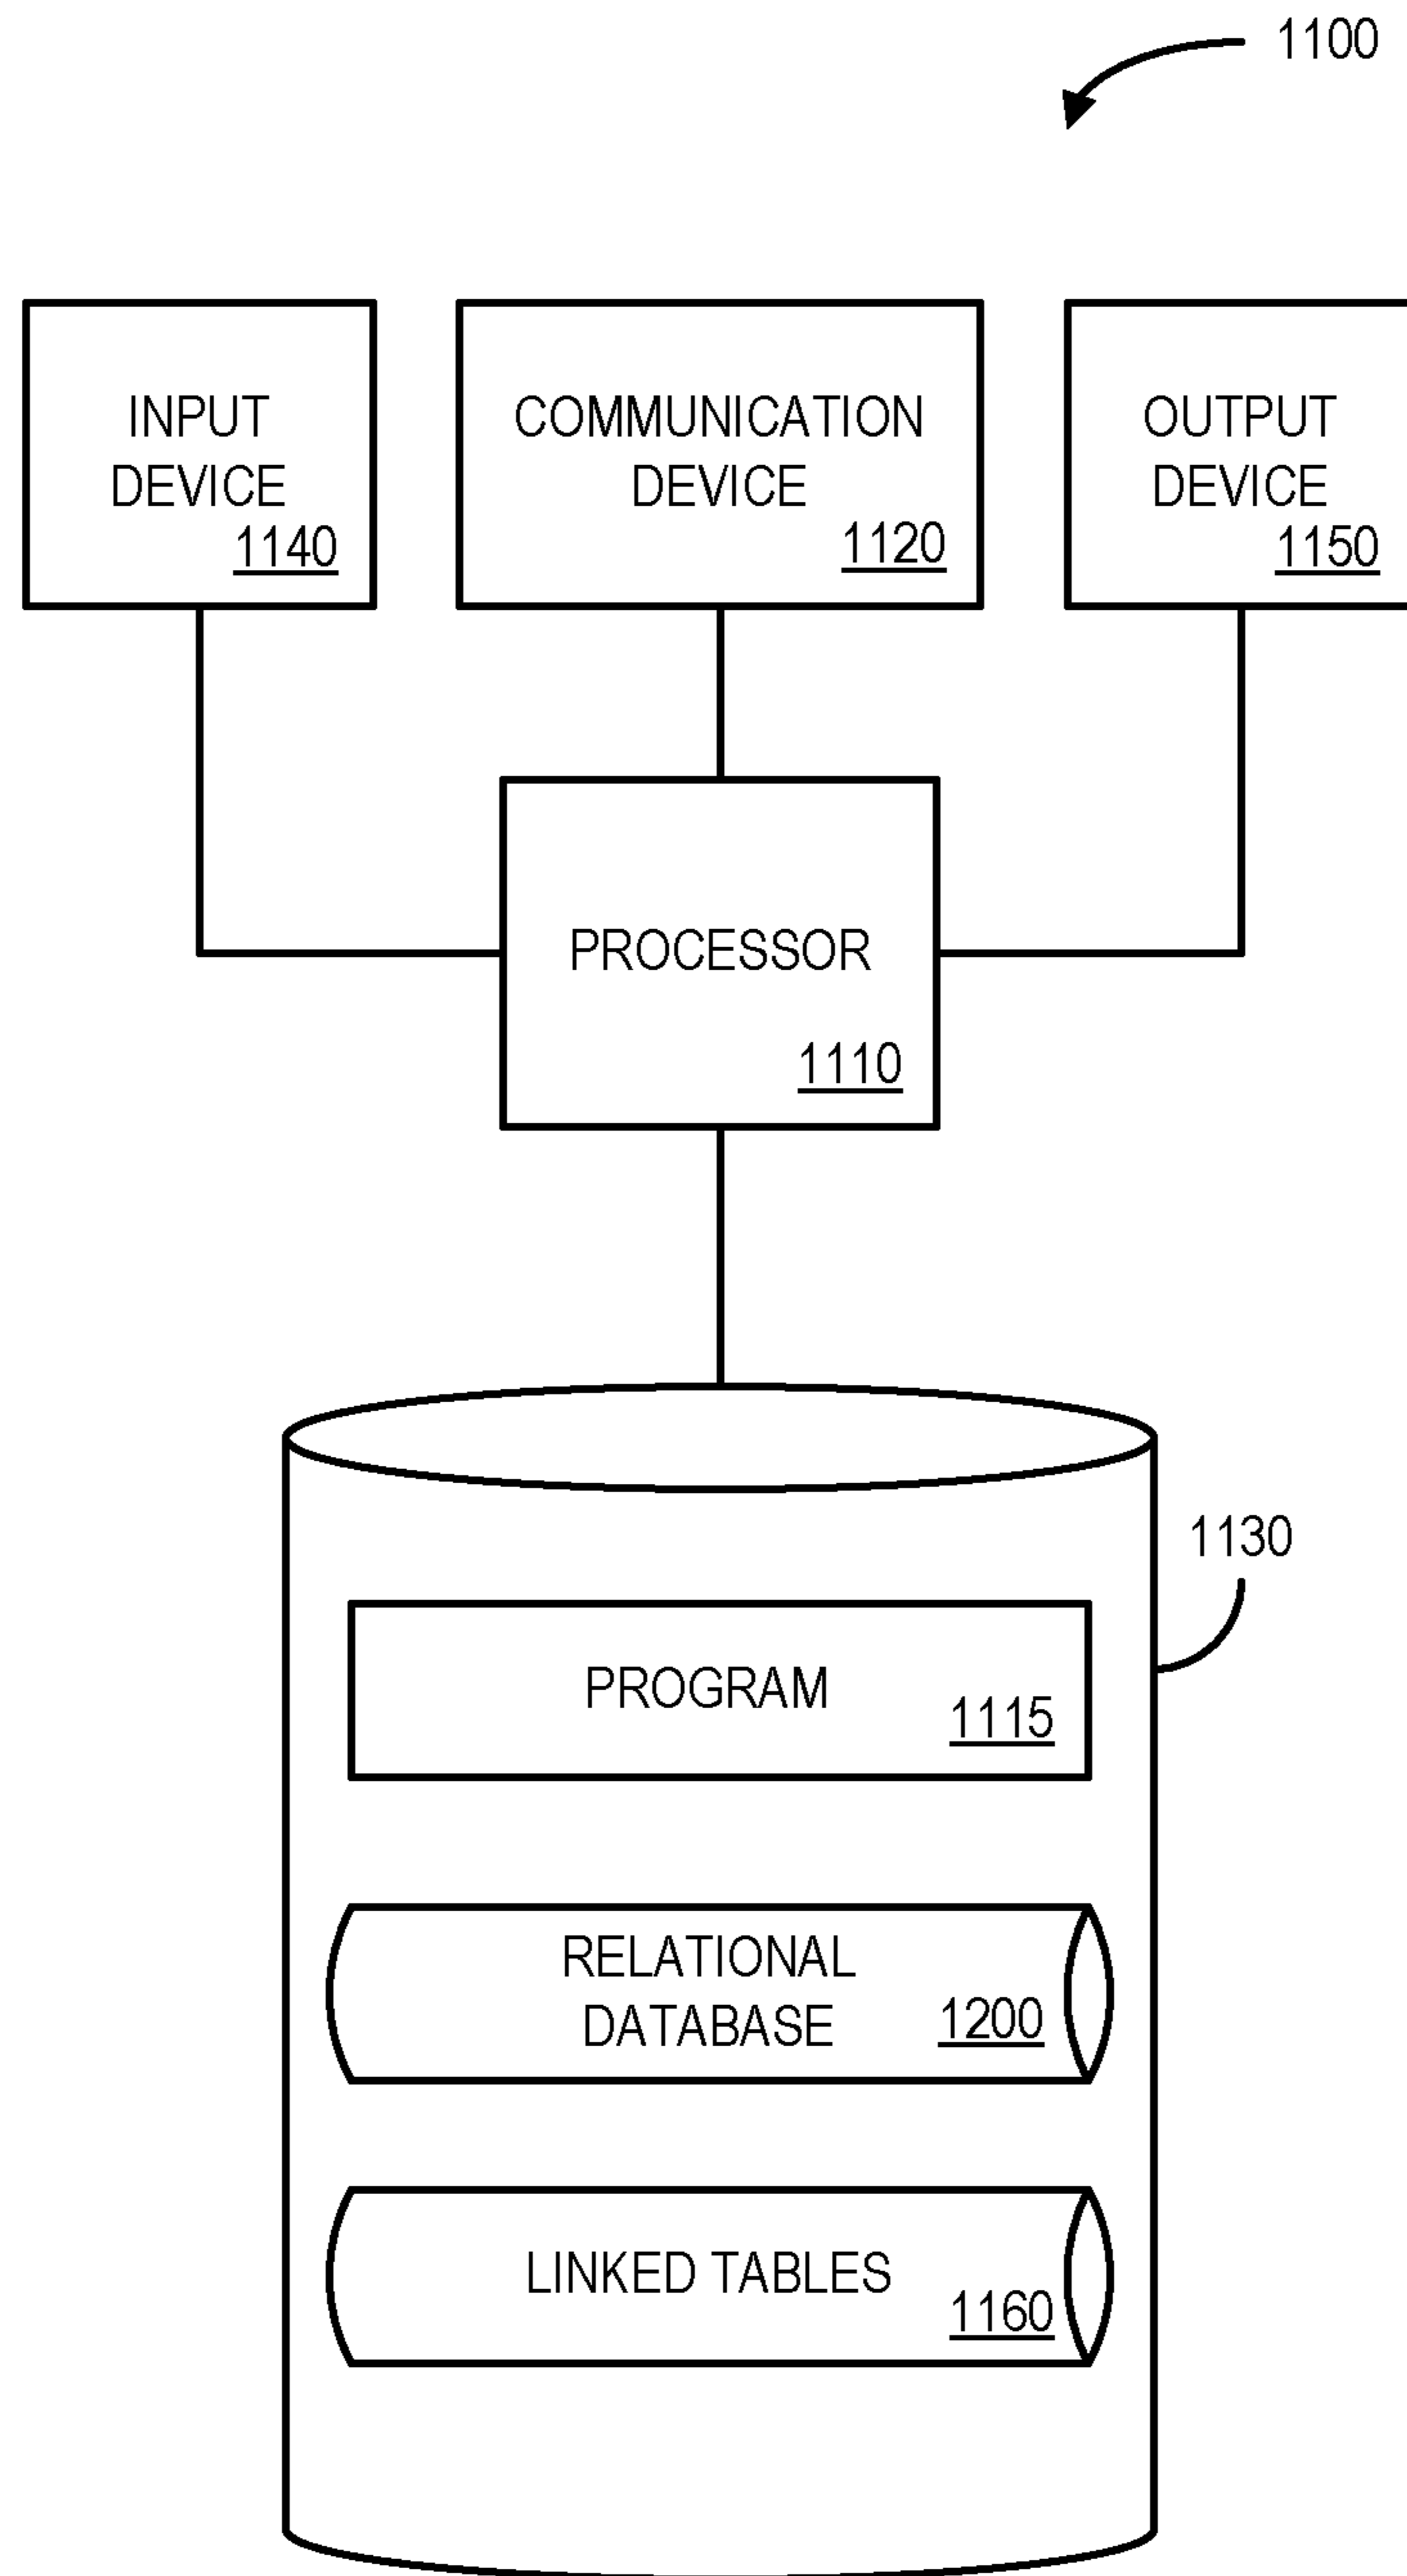 1100
INPUT
DEVICE
1140
COMMUNICATION
DEVICE
1120
OUTPUT
DEVICE
1150
PROCESSOR
1110
1130
PROGRAM
1115
RELATIONAL
DATABASE
1200
LINKED TABLES
1160